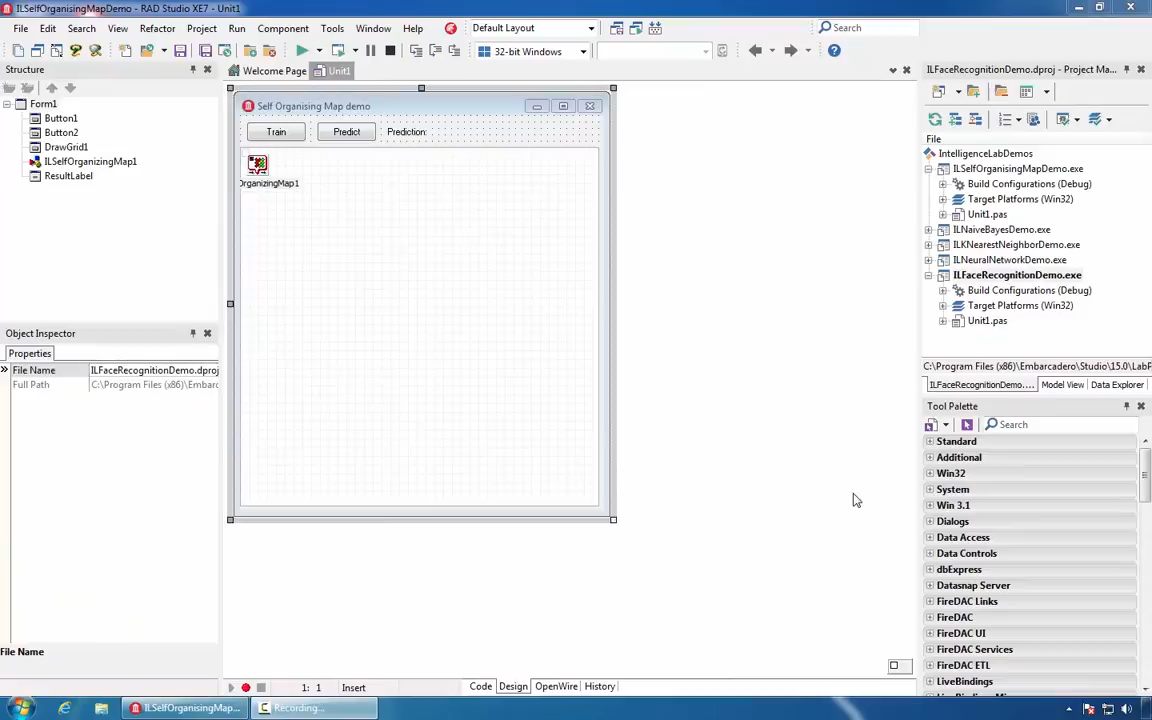 ILSelfOrganisingMapDemo - RAD Studio XE7 - Unit1
File Edit Search View Refactor Project Run Component Tools Window Help
Default Layout
Search
32-bit Windows
Structure
Welcome Page
Unit1
ILFaceRecognitionDemo.dproj - Project Ma...
Form1
Button1
Button2
DrawGrid1
ILSelfOrganizingMap1
ResultLabel
Self Organising Map demo
Train
Predict
Prediction:
OrganizingMap1
File
IntelligenceLabDemos
ILSelfOrganisingMapDemo.exe
Build Configurations (Debug)
Target Platforms (Win32)
Unit1.pas
ILNaiveBayesDemo.exe
ILKNearestNeighborDemo.exe
ILNeuralNetworkDemo.exe
ILFaceRecognitionDemo.exe
Build Configurations (Debug)
Target Platforms (Win32)
Unit1.pas
C:\Program Files (x86)\Embarcadero\Studio\15.0\LabP
ILFaceRecognitionDemo....
Model View
Data Explorer
Object Inspector
Properties
File Name ILFaceRecognitionDemo.dproj
Full Path C:\Program Files (x86)\Embarc
File Name
Tool Palette
Search
Standard
Additional
Win32
System
Win 3.1
Dialogs
Data Access
Data Controls
dbExpress
Datasnap Server
FireDAC Links
FireDAC
FireDAC UI
FireDAC Services
FireDAC ETL
LiveBindings
1: 1 Insert
Code Design OpenWire History
ILSelfOrganisingMap...
Recording...